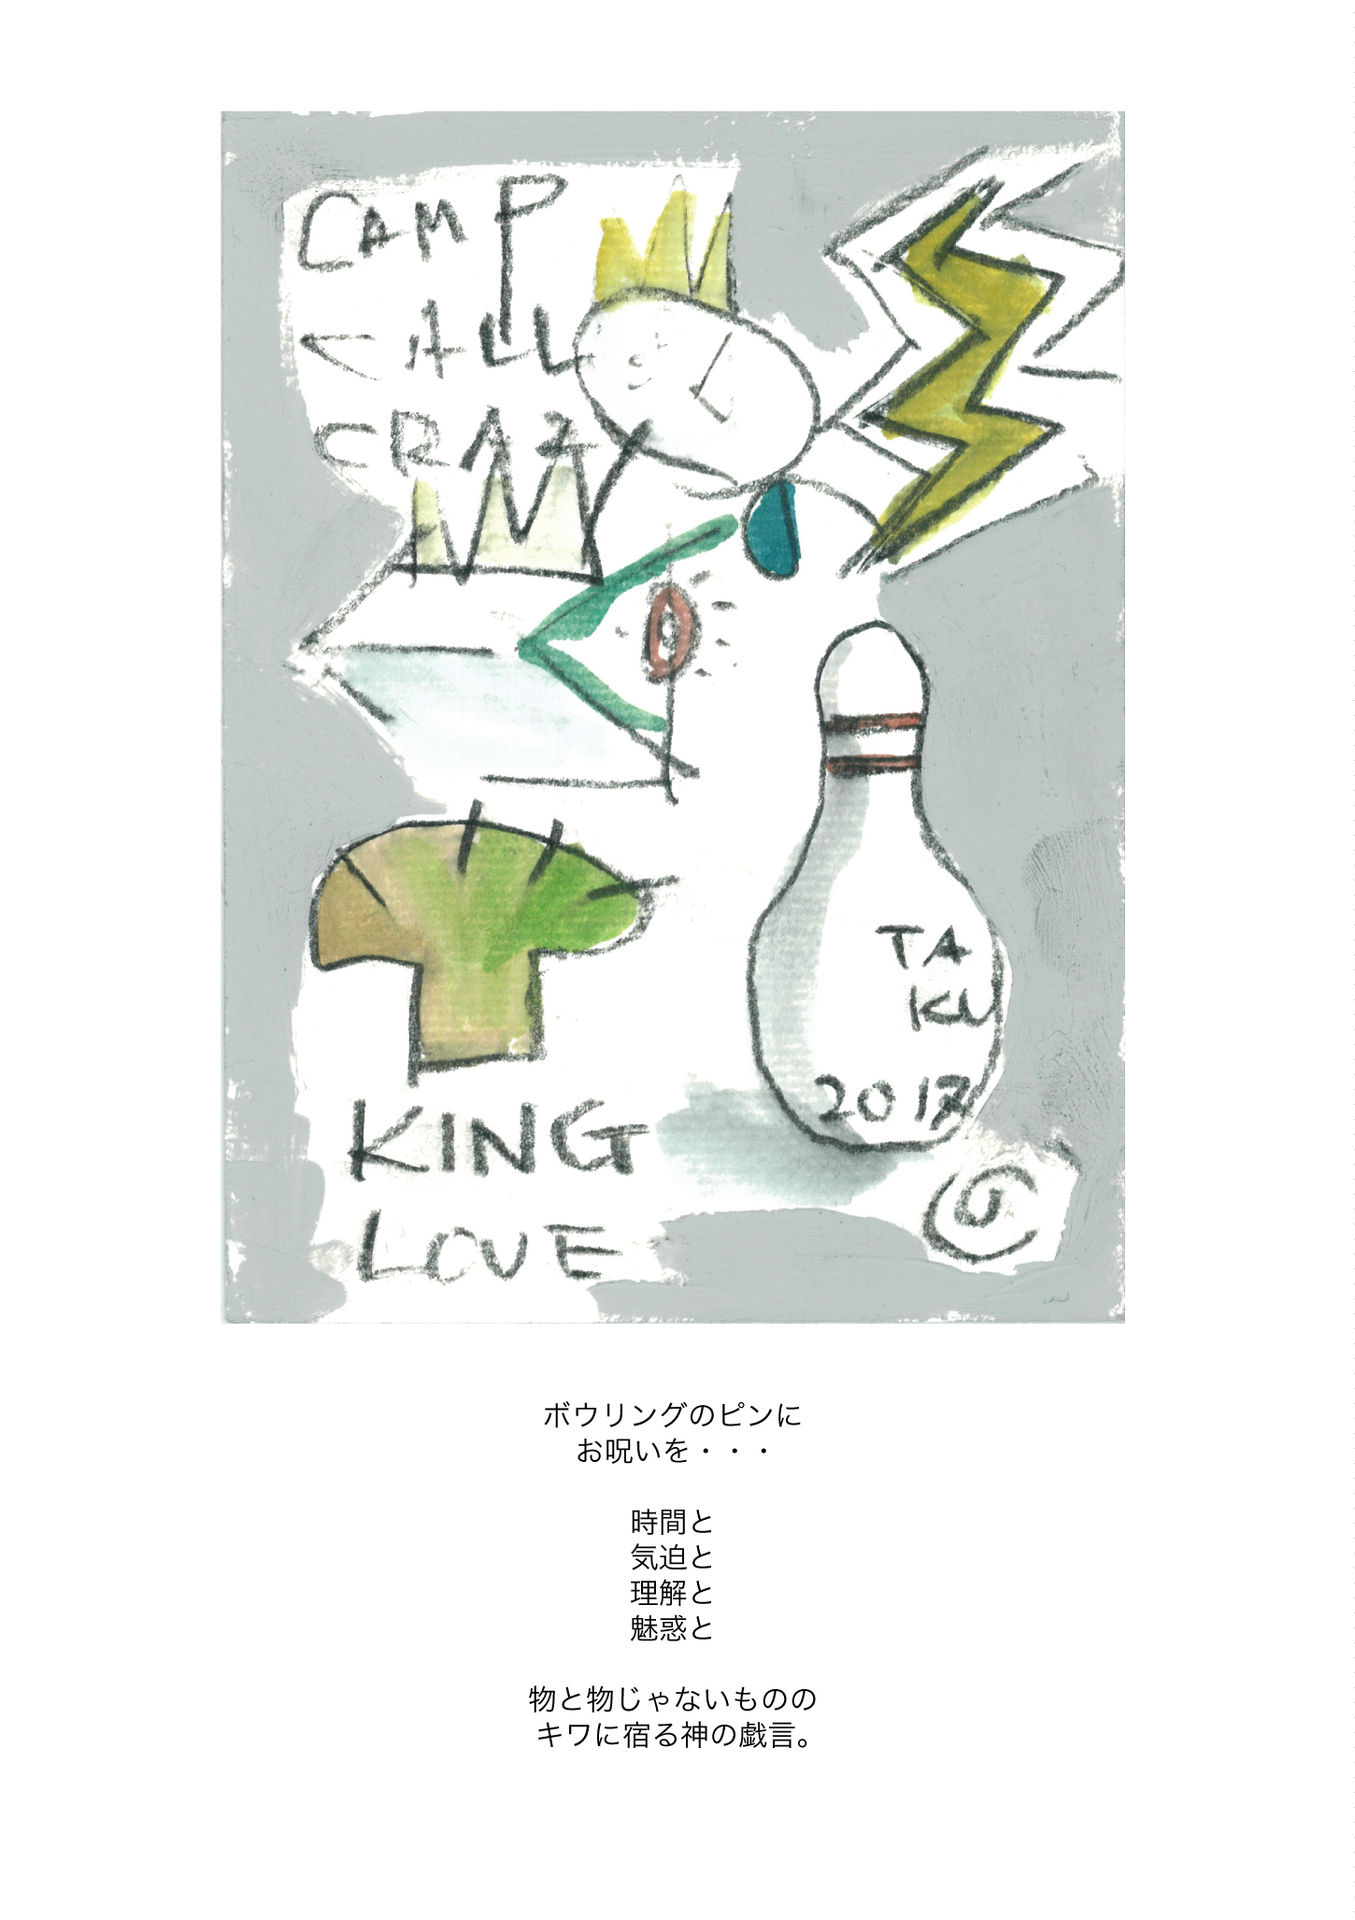 CAMP
CALL
CRAZ
TA
KU
2017
KING
LOVE
ボウリングのピンに
お呪いを・・・
時間と
気迫と
理解と
魅惑と
物と物じゃないものの
キワに宿る神の戯言。